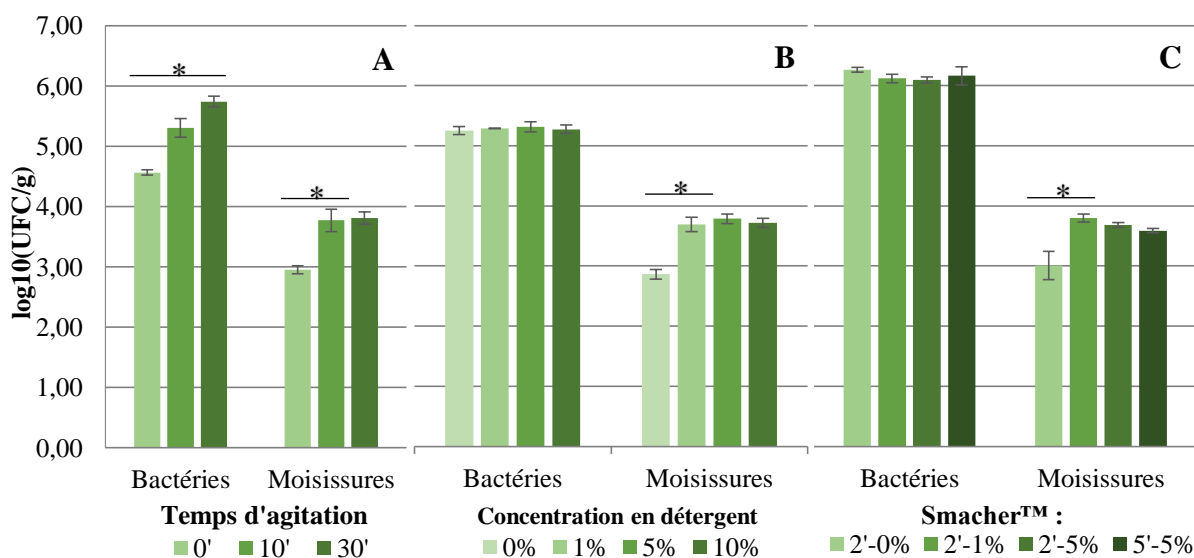 log10(UFC/g)
7,00
6,00
5,00
4,00
3,00
2,00
1,00
0,00
A
*
*
Bactéries Moisissures
Temps d'agitation
0' 10' 30'
B
*
Bactéries Moisissures
Concentration en détergent
0% 1% 5% 10%
C
*
Bactéries Moisissures
Smacher™ :
2'-0% 2'-1% 2'-5% 5'-5%